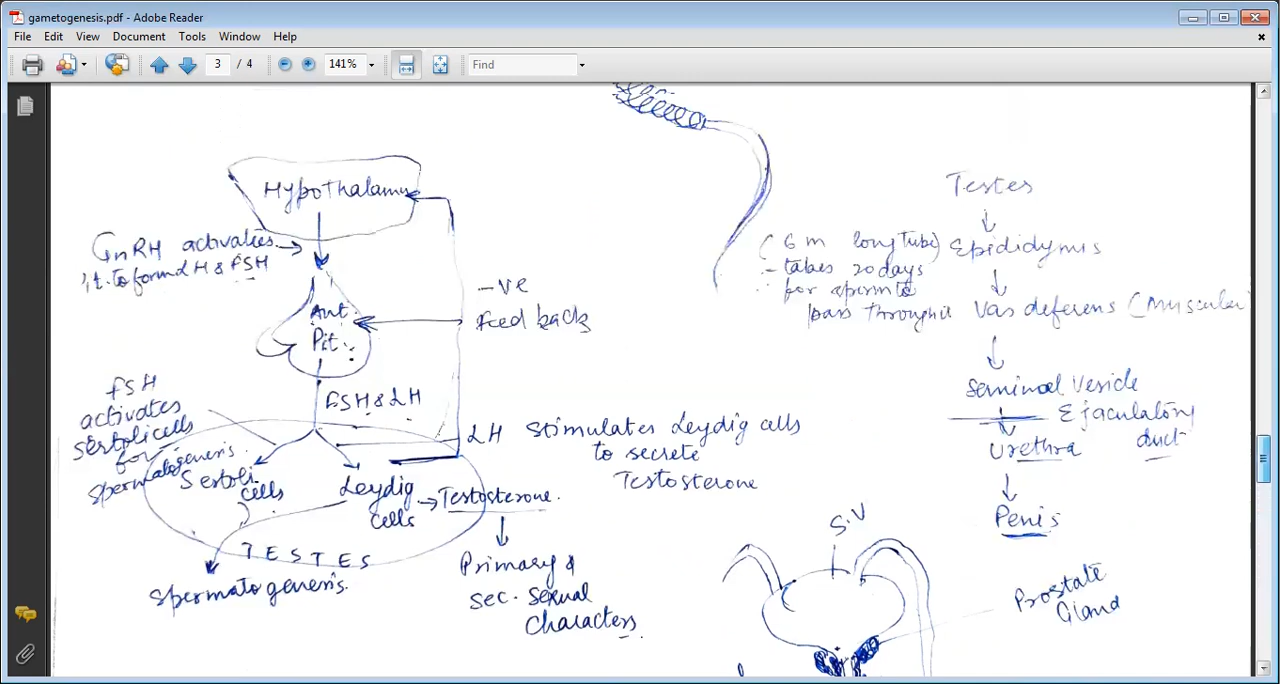 gametogenesis.pdf - Adobe Reader
File Edit View Document Tools Window Help
3 / 4 141% Find
Hypothalamus
GnRH activates
it to form LH & FSH
Ant.
Pit.
-ve
feed back
FSH & LH
FSH
activates
Sertoli cells
for
spermatogenesis.
Sertoli
cells
Leydig
cells
Testosterone.
LH stimulates Leydig cells
to secrete
Testosterone
TESTES
Spermatogenesis.
Primary &
Sec. Sexual
Characters.
Testes
Epididymis
(6 m long Tube)
- takes 20 days
for sperm to
pass through it
Vas deferens (Muscular
Seminal Vesicle
Ejaculatory
duct
Urethra
Penis
S.V
Prostate
Gland